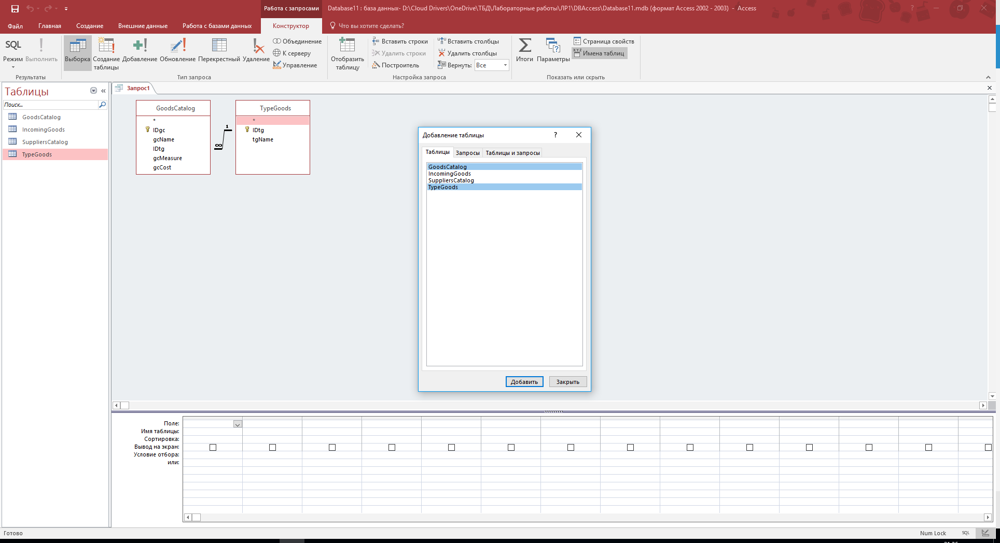 Работа с запросами
Database11 : база данных- D:\Cloud Drivers\OneDrive\ТБД\Лабораторные работы\ЛР1\DBAccess\Database11.mdb (формат Access 2002 - 2003) - Access
?
Файл Главная Создание Внешние данные Работа с базами данных Конструктор Что вы хотите сделать?
SQL
Режим
Выполнить
Результаты
Выборка
Создание
таблицы
Добавление
Обновление
Перекрестный
Удаление
Объединение
К серверу
Управление
Тип запроса
Отобразить
таблицу
Вставить строки
Удалить строки
Построитель
Вставить столбцы
Удалить столбцы
Вернуть: Все
Настройка запроса
Итоги
Параметры
Страница свойств
XYZ
Имена таблиц
Показать или скрыть
Таблицы
«
Поиск...
GoodsCatalog
IncomingGoods
SuppliersCatalog
TypeGoods
Запрос1
GoodsCatalog
*
IDgc
gcName
IDtg
gcMeasure
gcCost
1
∞
TypeGoods
*
IDtg
tgName
Добавление таблицы ?
Таблицы Запросы Таблицы и запросы
GoodsCatalog
IncomingGoods
SuppliersCatalog
TypeGoods
Добавить Закрыть
Поле:
Имя таблицы:
Сортировка:
Вывод на экран:
Условие отбора:
или:
Готово
Num Lock
SQL